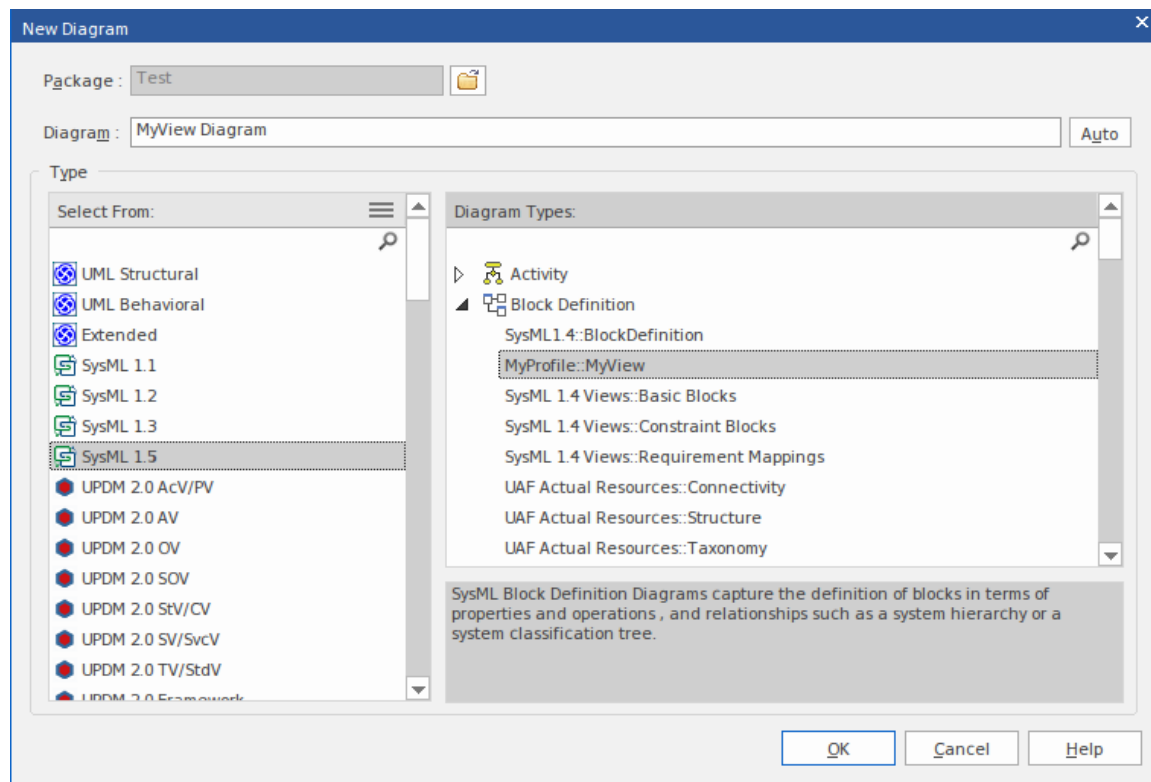 New Diagram
Package :
Test
Diagram :
MyView Diagram
Auto
Type
Select From:
UML Structural
UML Behavioral
Extended
SysML 1.1
SysML 1.2
SysML 1.3
SysML 1.5
UPDM 2.0 AcV/PV
UPDM 2.0 AV
UPDM 2.0 OV
UPDM 2.0 SOV
UPDM 2.0 StV/CV
UPDM 2.0 SV/SvcV
UPDM 2.0 TV/StdV
UPDM 2.0 Framework
Diagram Types:
Activity
Block Definition
SysML1.4::BlockDefinition
MyProfile::MyView
SysML 1.4 Views::Basic Blocks
SysML 1.4 Views::Constraint Blocks
SysML 1.4 Views::Requirement Mappings
UAF Actual Resources::Connectivity
UAF Actual Resources::Structure
UAF Actual Resources::Taxonomy
SysML Block Definition Diagrams capture the definition of blocks in terms of
properties and operations , and relationships such as a system hierarchy or a
system classification tree.
OK
Cancel
Help